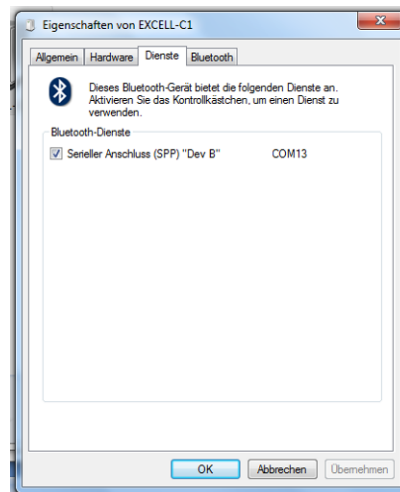 Eigenschaften von EXCELL-C1
Allgemein Hardware Dienste Bluetooth
Dieses Bluetooth-Gerät bietet die folgenden Dienste an.
Aktivieren Sie das Kontrollkästchen, um einen Dienst zu
verwenden.
Bluetooth-Dienste
Serieller Anschluss (SPP) "Dev B" COM13
OK Abbrechen Übernehmen